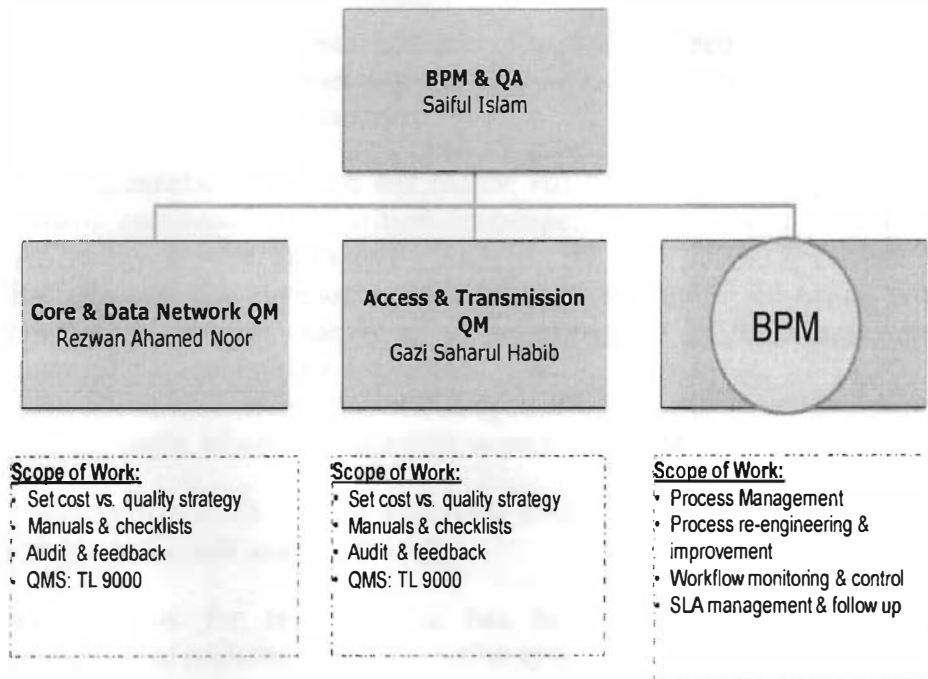 BPM & QA
Saiful Islam
Core & Data Network QM
Rezwan Ahamed Noor
Access & Transmission
QM
Gazi Saharul Habib
BPM
Scope of Work:
• Set cost vs. quality strategy
• Manuals & checklists
• Audit & feedback
• QMS: TL 9000
Scope of Work:
• Set cost vs. quality strategy
• Manuals & checklists
• Audit & feedback
• QMS: TL 9000
Scope of Work:
• Process Management
• Process re-engineering &
improvement
• Workflow monitoring & control
• SLA management & follow up